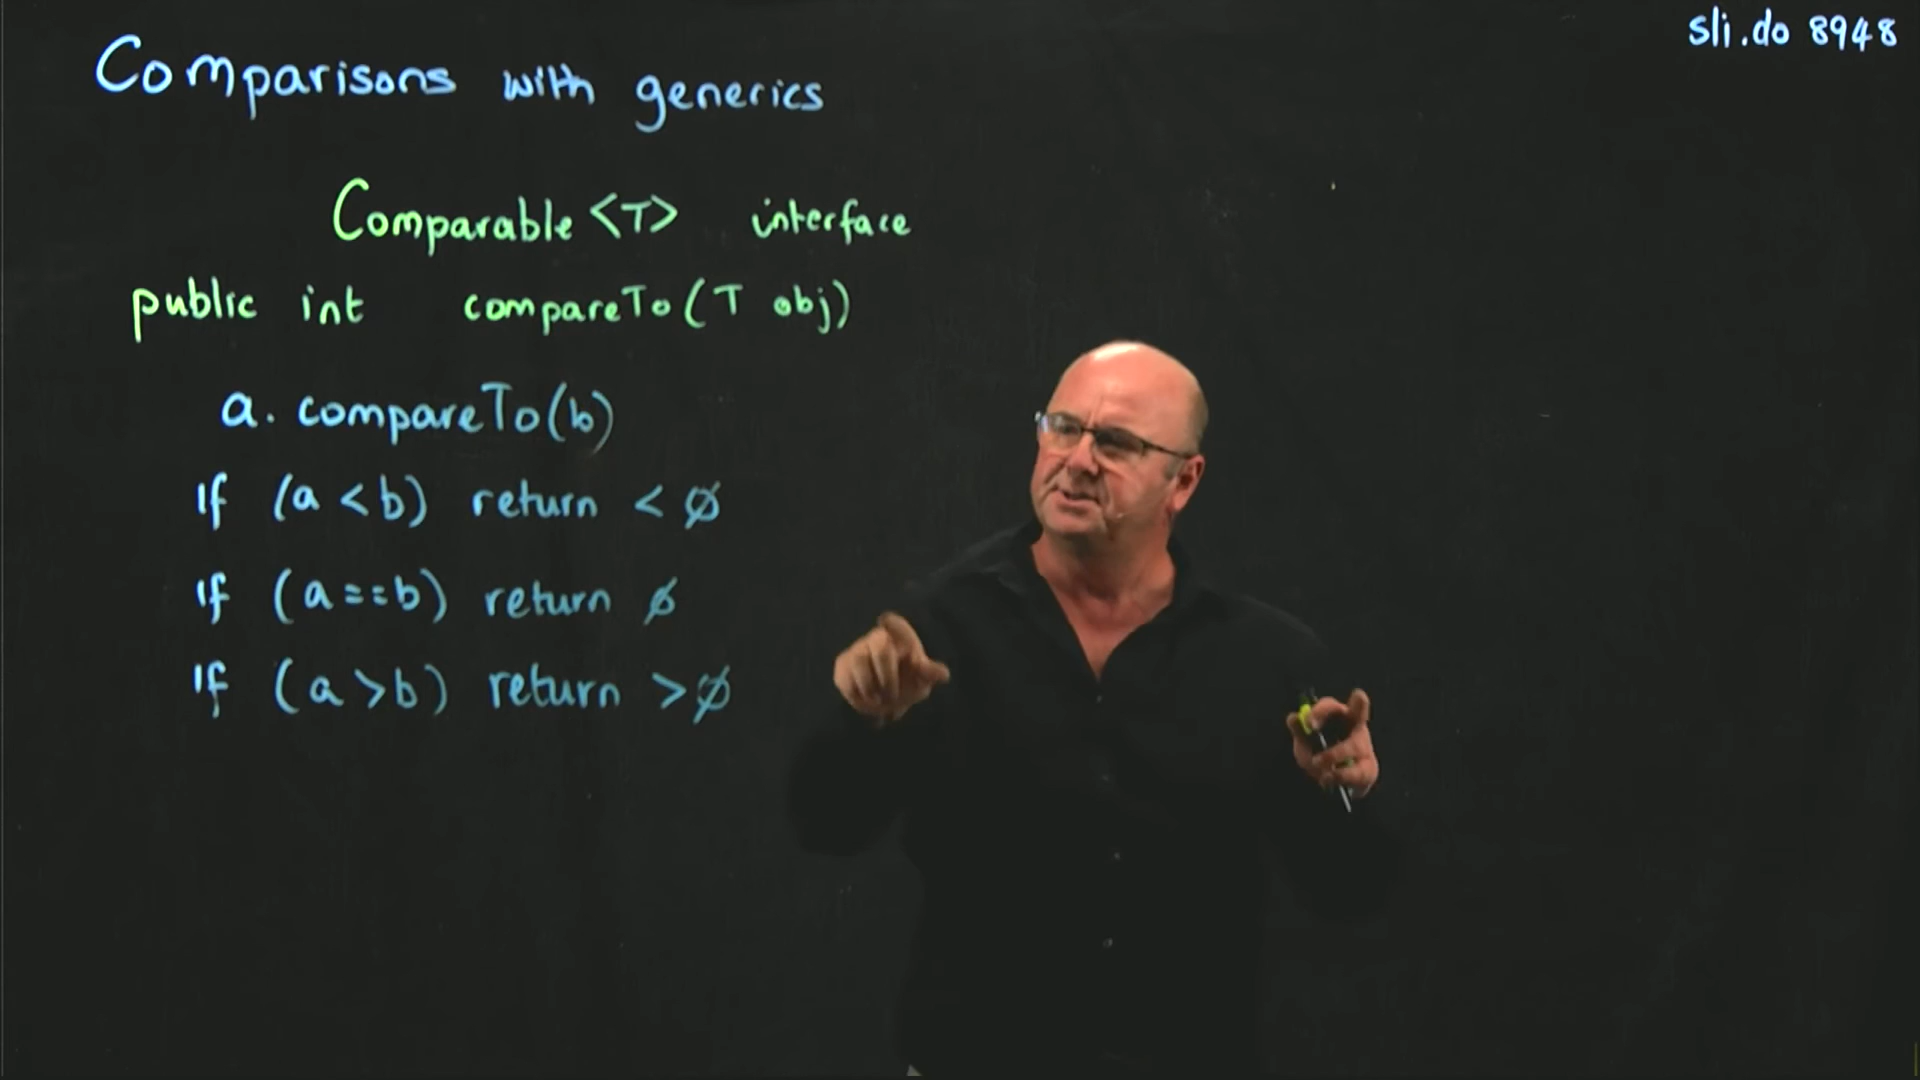 sli.do 8948
Comparisons with generics
Comparable <T> interface
public int compareTo(T obj)
a. compareTo(b)
If (a < b) return < Ø
If (a==b) return Ø
If (a >b) return >Ø